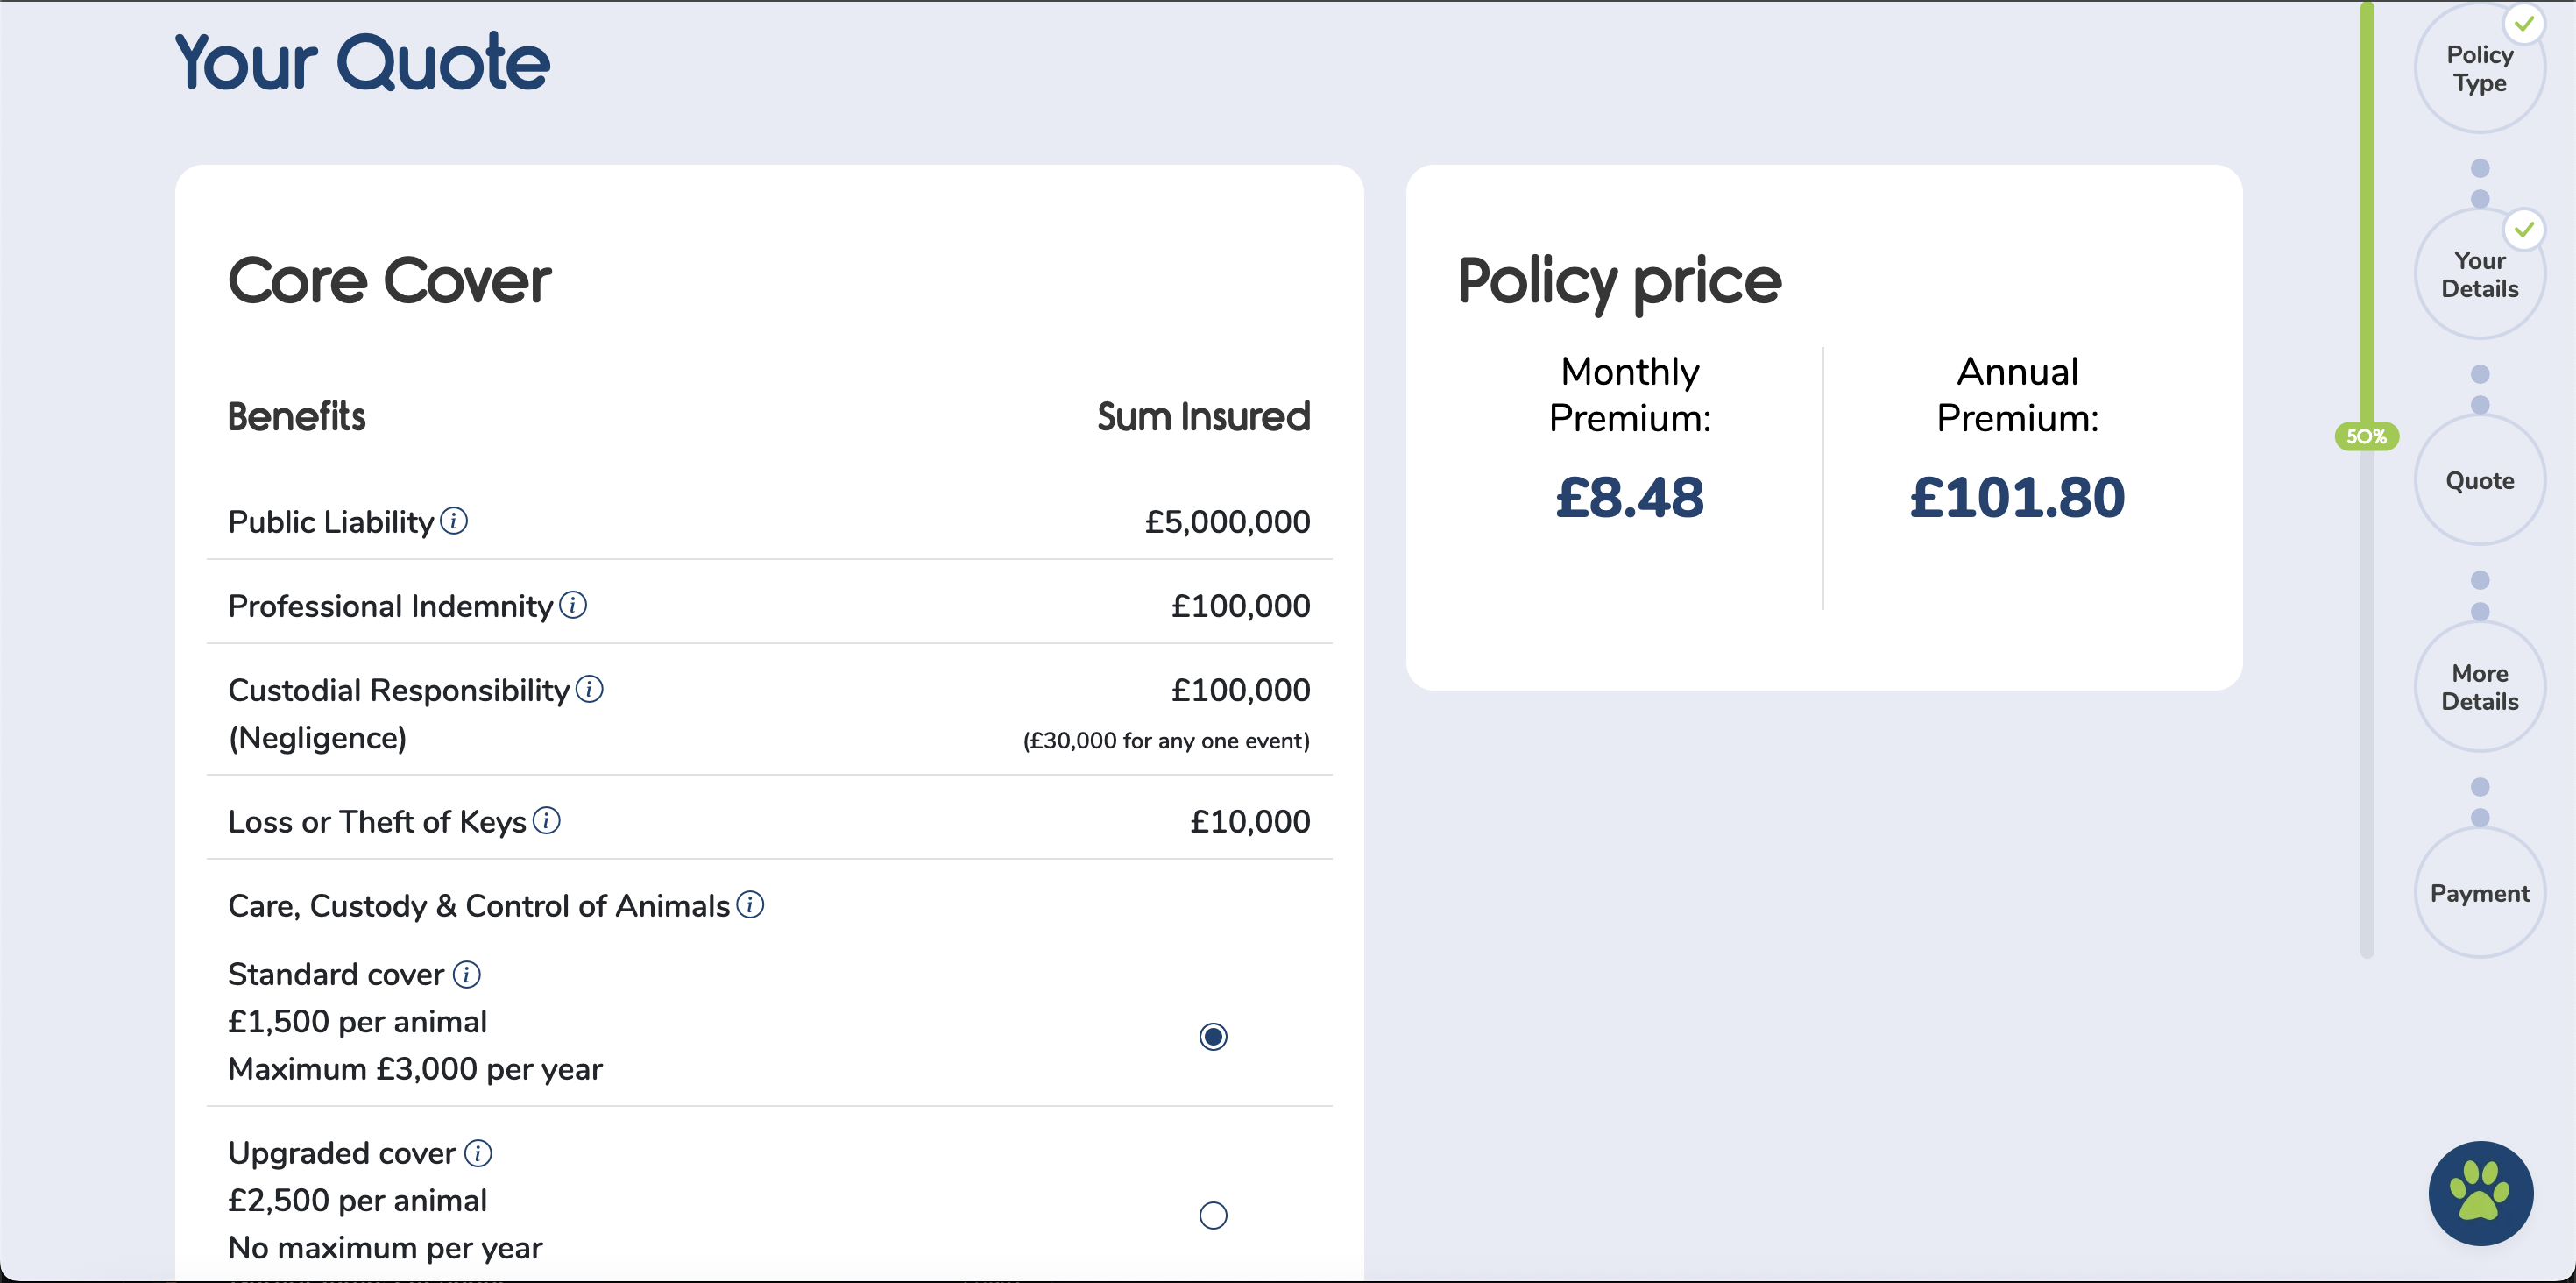 Your Quote
Core Cover
Benefits Sum Insured
Public Liability i £5,000,000
Professional Indemnity i £100,000
Custodial Responsibility i £100,000
(Negligence) (£30,000 for any one event)
Loss or Theft of Keys i £10,000
Care, Custody & Control of Animals i
Standard cover i
£1,500 per animal
Maximum £3,000 per year
Upgraded cover i
£2,500 per animal
No maximum per year
Policy price
Monthly
Premium:
£8.48
Annual
Premium:
£101.80
50%
Policy
Type
Your
Details
Quote
More
Details
Payment